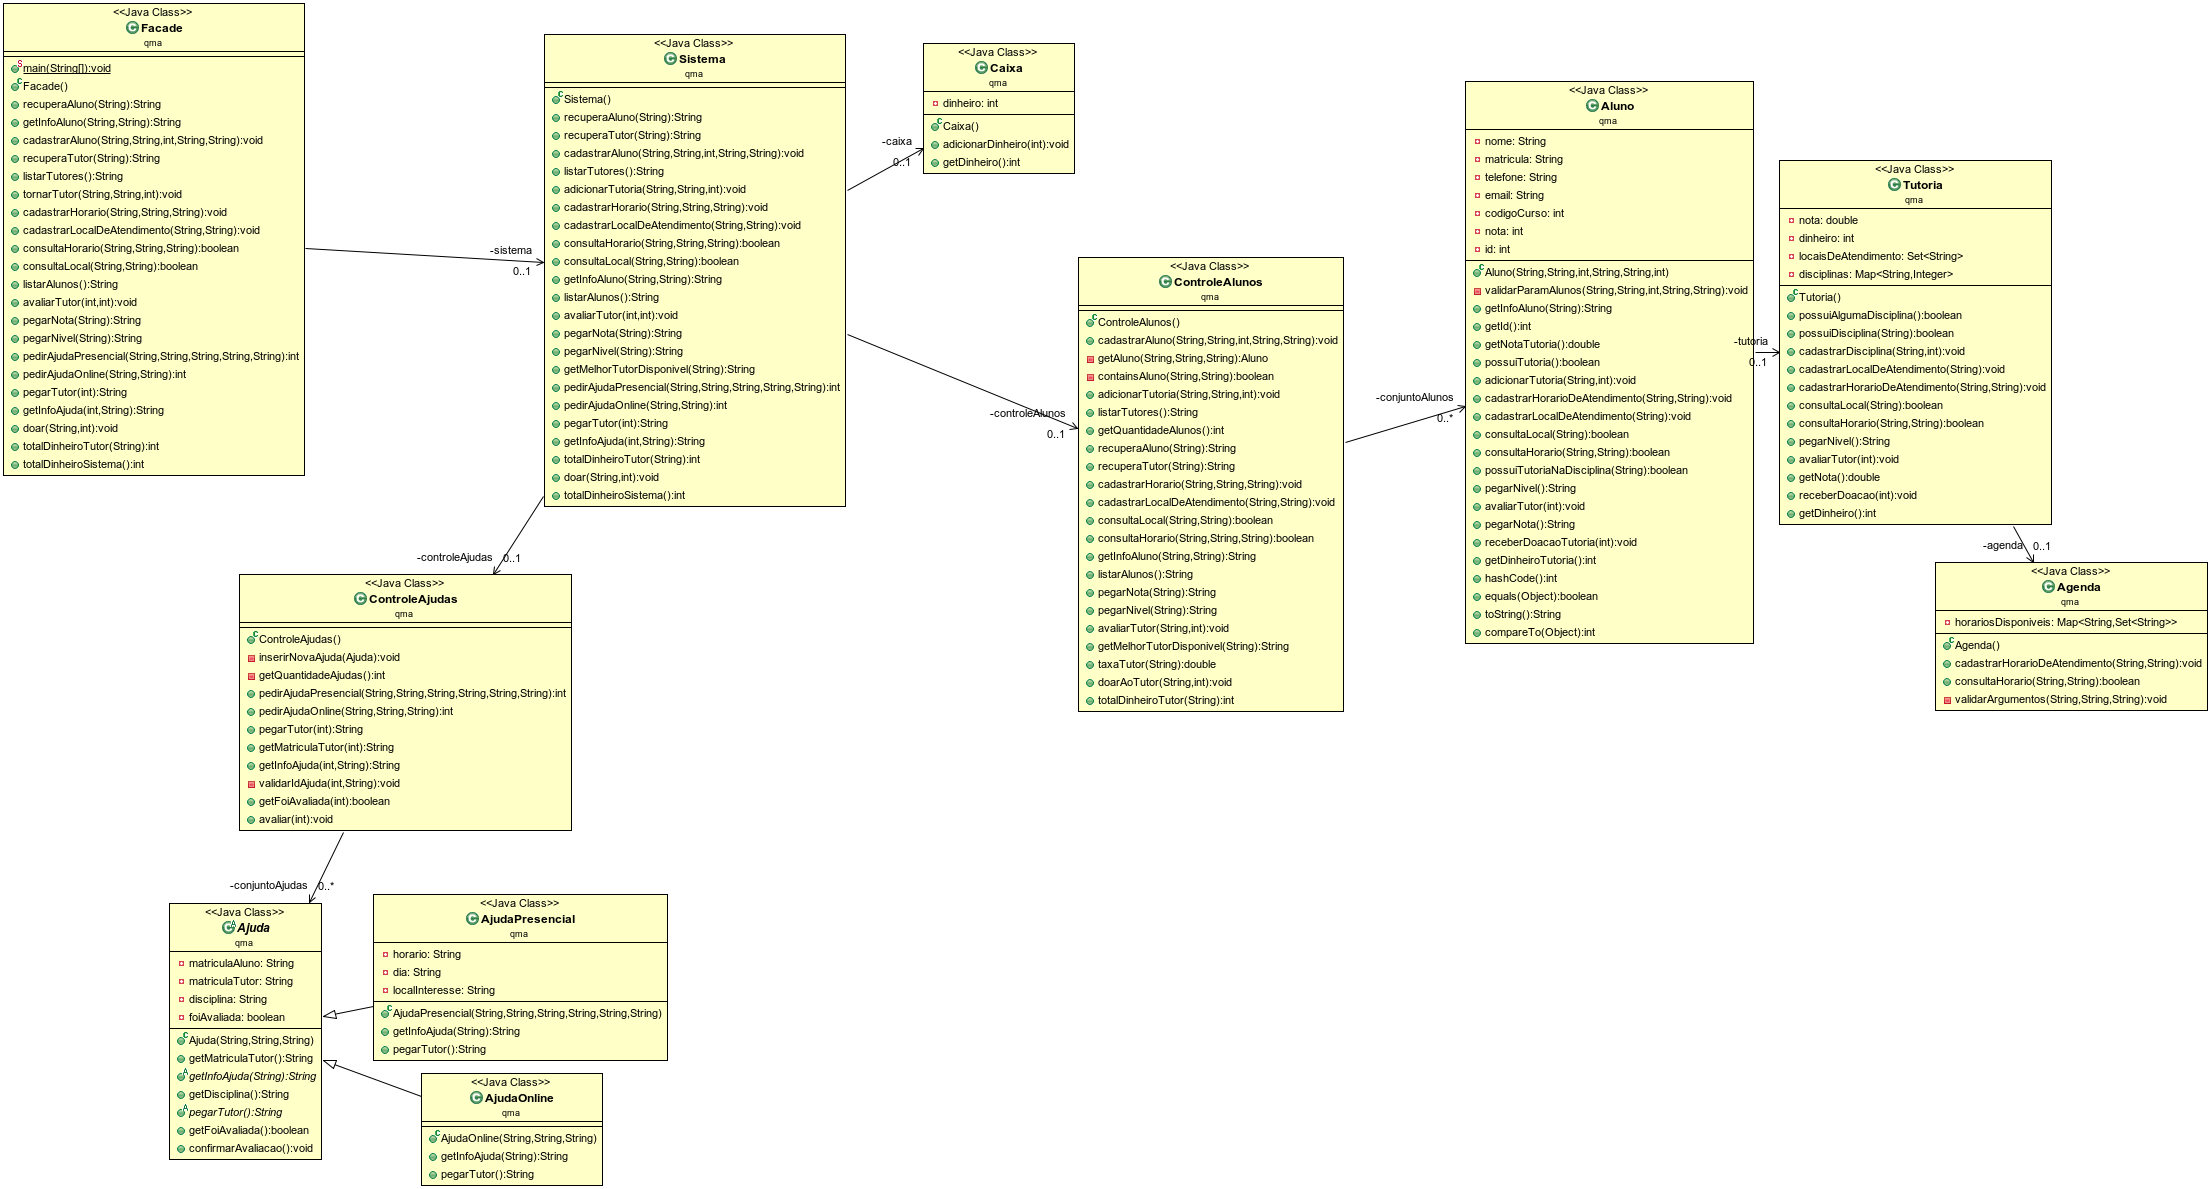 <<Java Class>>
Facade
qma
main(String[]):void
Facade()
recuperaAluno(String):String
getInfoAluno(String,String):String
cadastrarAluno(String,String,int,String,String):void
recuperaTutor(String):String
listarTutores():String
tornarTutor(String,String,int):void
cadastrarHorario(String,String,String):void
cadastrarLocalDeAtendimento(String,String):void
consultaHorario(String,String,String):boolean
consultaLocal(String,String):boolean
listarAlunos():String
avaliarTutor(int,int):void
pegarNota(String):String
pegarNivel(String):String
pedirAjudaPresencial(String,String,String,String,String):int
pedirAjudaOnline(String,String):int
pegarTutor(int):String
getInfoAjuda(int,String):String
doar(String,int):void
totalDinheiroTutor(String):int
totalDinheiroSistema():int
-sistema
0..1
<<Java Class>>
Sistema
qma
Sistema()
recuperaAluno(String):String
recuperaTutor(String):String
cadastrarAluno(String,String,int,String,String):void
listarTutores():String
adicionarTutoria(String,String,int):void
cadastrarHorario(String,String,String):void
cadastrarLocalDeAtendimento(String,String):void
consultaHorario(String,String,String):boolean
consultaLocal(String,String):boolean
getInfoAluno(String,String):String
listarAlunos():String
avaliarTutor(int,int):void
pegarNota(String):String
pegarNivel(String):String
getMelhorTutorDisponivel(String):String
pedirAjudaPresencial(String,String,String,String,String):int
pedirAjudaOnline(String,String):int
pegarTutor(int):String
getInfoAjuda(int,String):String
totalDinheiroTutor(String):int
doar(String,int):void
totalDinheiroSistema():int
-caixa
0..1
<<Java Class>>
Caixa
qma
dinheiro: int
Caixa()
adicionarDinheiro(int):void
getDinheiro():int
-controleAlunos
0..1
<<Java Class>>
ControleAlunos
qma
ControleAlunos()
cadastrarAluno(String,String,int,String,String):void
getAluno(String,String,String):Aluno
containsAluno(String,String):boolean
adicionarTutoria(String,String,int):void
listarTutores():String
getQuantidadeAlunos():int
recuperaAluno(String):String
recuperaTutor(String):String
cadastrarHorario(String,String,String):void
cadastrarLocalDeAtendimento(String,String):void
consultaLocal(String,String):boolean
consultaHorario(String,String,String):boolean
getInfoAluno(String,String):String
listarAlunos():String
pegarNota(String):String
pegarNivel(String):String
avaliarTutor(String,int):void
getMelhorTutorDisponivel(String):String
taxaTutor(String):double
doarAoTutor(String,int):void
totalDinheiroTutor(String):int
-conjuntoAlunos
0..*
<<Java Class>>
Aluno
qma
nome: String
matricula: String
telefone: String
email: String
codigoCurso: int
nota: int
id: int
Aluno(String,String,int,String,String,int)
validarParamAlunos(String,String,int,String,String):void
getInfoAluno(String):String
getId():int
getNotaTutoria():double
possuiTutoria():boolean
adicionarTutoria(String,int):void
cadastrarHorarioDeAtendimento(String,String):void
cadastrarLocalDeAtendimento(String):void
consultaLocal(String):boolean
consultaHorario(String,String):boolean
possuiTutoriaNaDisciplina(String):boolean
pegarNivel():String
avaliarTutor(int):void
pegarNota():String
receberDoacaoTutoria(int):void
getDinheiroTutoria():int
hashCode():int
equals(Object):boolean
toString():String
compareTo(Object):int
-tutoria
0..1
<<Java Class>>
Tutoria
qma
nota: double
dinheiro: int
locaisDeAtendimento: Set<String>
disciplinas: Map<String,Integer>
Tutoria()
possuiAlgumaDisciplina():boolean
possuiDisciplina(String):boolean
cadastrarDisciplina(String,int):void
cadastrarLocalDeAtendimento(String):void
cadastrarHorarioDeAtendimento(String,String):void
consultaLocal(String):boolean
consultaHorario(String,String):boolean
pegarNivel():String
avaliarTutor(int):void
getNota():double
receberDoacao(int):void
getDinheiro():int
-agenda
0..1
<<Java Class>>
Agenda
qma
horariosDisponiveis: Map<String,Set<String>>
Agenda()
cadastrarHorarioDeAtendimento(String,String):void
consultaHorario(String,String):boolean
validarArgumentos(String,String,String):void
-controleAjudas
0..1
<<Java Class>>
ControleAjudas
qma
ControleAjudas()
inserirNovaAjuda(Ajuda):void
getQuantidadeAjudas():int
pedirAjudaPresencial(String,String,String,String,String,String):int
pedirAjudaOnline(String,String,String):int
pegarTutor(int):String
getMatriculaTutor(int):String
getInfoAjuda(int,String):String
validarIdAjuda(int,String):void
getFoiAvaliada(int):boolean
avaliar(int):void
-conjuntoAjudas
0..*
<<Java Class>>
Ajuda
qma
matriculaAluno: String
matriculaTutor: String
disciplina: String
foiAvaliada: boolean
Ajuda(String,String,String)
getMatriculaTutor():String
getInfoAjuda(String):String
getDisciplina():String
pegarTutor():String
getFoiAvaliada():boolean
confirmarAvaliacao():void
<<Java Class>>
AjudaPresencial
qma
horario: String
dia: String
localInteresse: String
AjudaPresencial(String,String,String,String,String,String)
getInfoAjuda(String):String
pegarTutor():String
<<Java Class>>
AjudaOnline
qma
AjudaOnline(String,String,String)
getInfoAjuda(String):String
pegarTutor():String